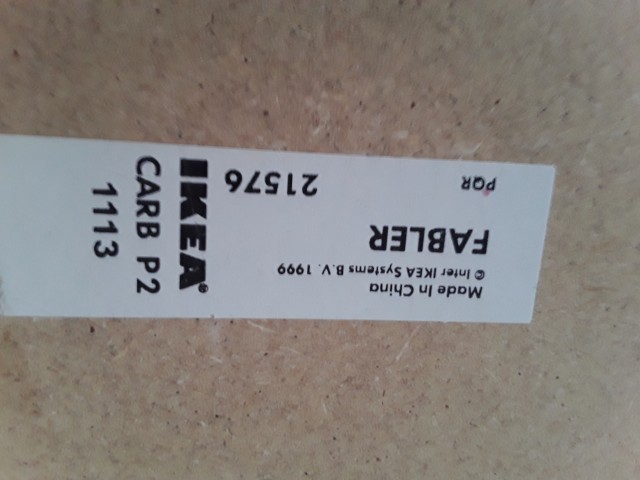 Made In China
© Inter IKEA Systems B.V. 1999
FABLER
PQR
21576
IKEA®
CARB P2
1113